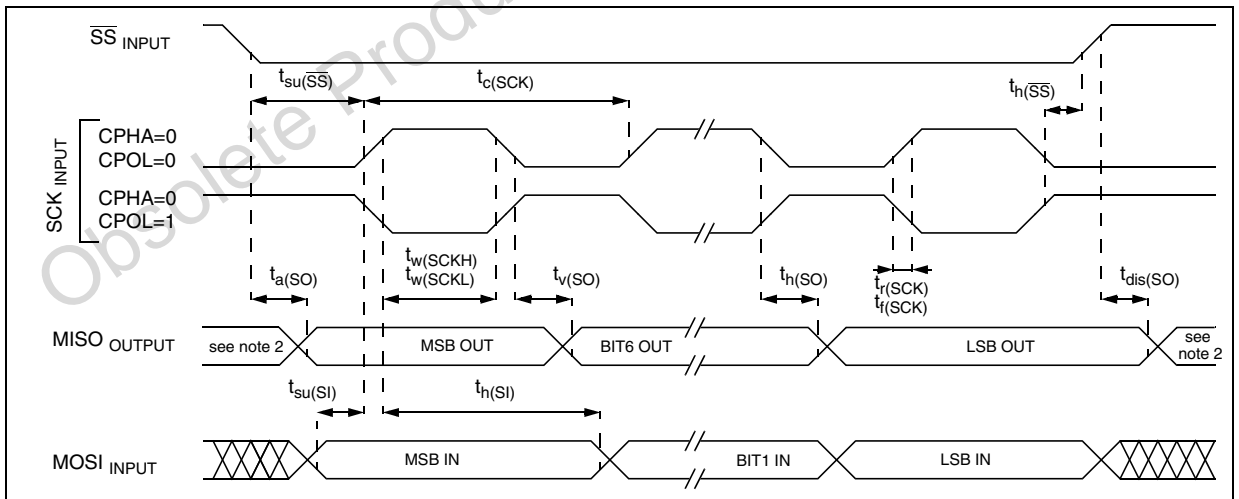 Obsolete Produ
SS INPUT
tsu(SS)
tc(SCK)
th(SS)
SCK INPUT
CPHA=0
CPOL=0
CPHA=0
CPOL=1
ta(SO)
tw(SCKH)
tw(SCKL)
tv(SO)
th(SO)
tr(SCK)
tf(SCK)
tdis(SO)
MISO OUTPUT
see note 2
MSB OUT
BIT6 OUT
LSB OUT
see
note 2
tsu(SI)
th(SI)
MOSI INPUT
MSB IN
BIT1 IN
LSB IN